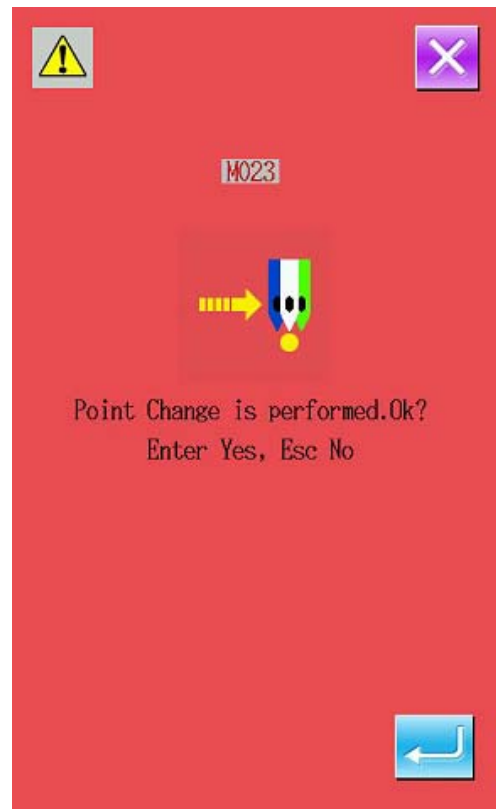 M023
Point Change is performed.Ok?
Enter Yes, Esc No